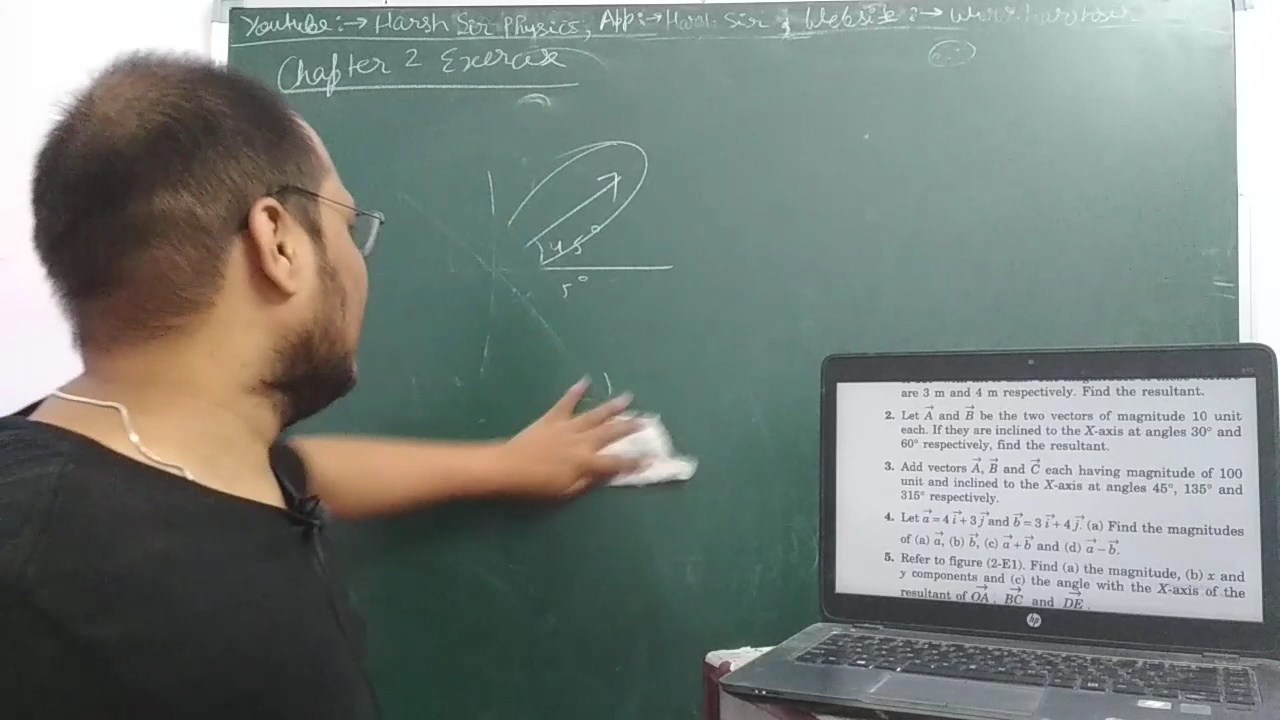 Youtube:→ Harsh Sir Physics, App:→ Harsh Sir, Website:→ www.harshsir
Chapter 2 Exercise
45°
5°
are 3 m and 4 m respectively. Find the resultant.
2. Let A⃗ and B⃗ be the two vectors of magnitude 10 unit
each. If they are inclined to the X-axis at angles 30° and
60° respectively, find the resultant.
3. Add vectors A⃗, B⃗ and C⃗ each having magnitude of 100
unit and inclined to the X-axis at angles 45°, 135° and
315° respectively.
4. Let a⃗ = 4 i⃗ + 3 j⃗ and b⃗ = 3 i⃗ + 4 j⃗. (a) Find the magnitudes
of (a) a⃗, (b) b⃗, (c) a⃗ + b⃗ and (d) a⃗ − b⃗.
5. Refer to figure (2-E1). Find (a) the magnitude, (b) x and
y components and (c) the angle with the X-axis of the
resultant of OA⃗, BC⃗ and DE⃗.
hp